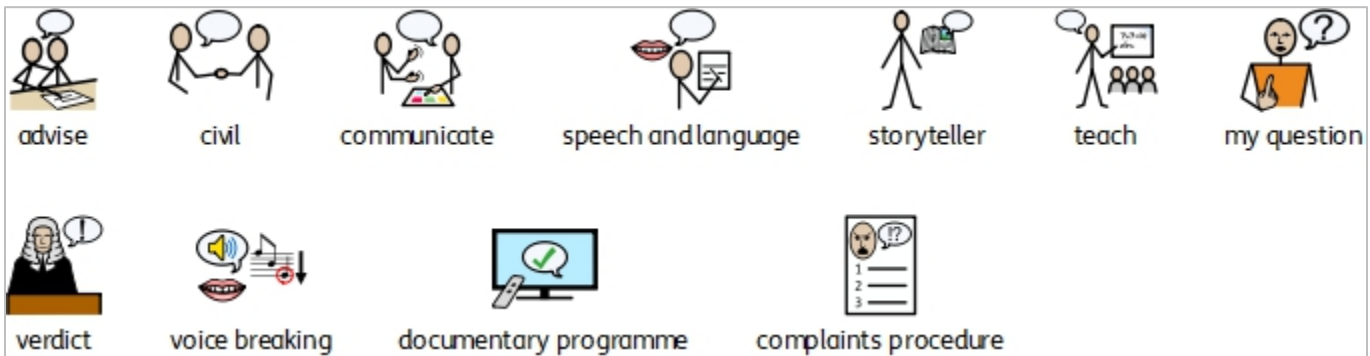 advise civil communicate speech and language storyteller teach my question
verdict voice breaking documentary programme complaints procedure